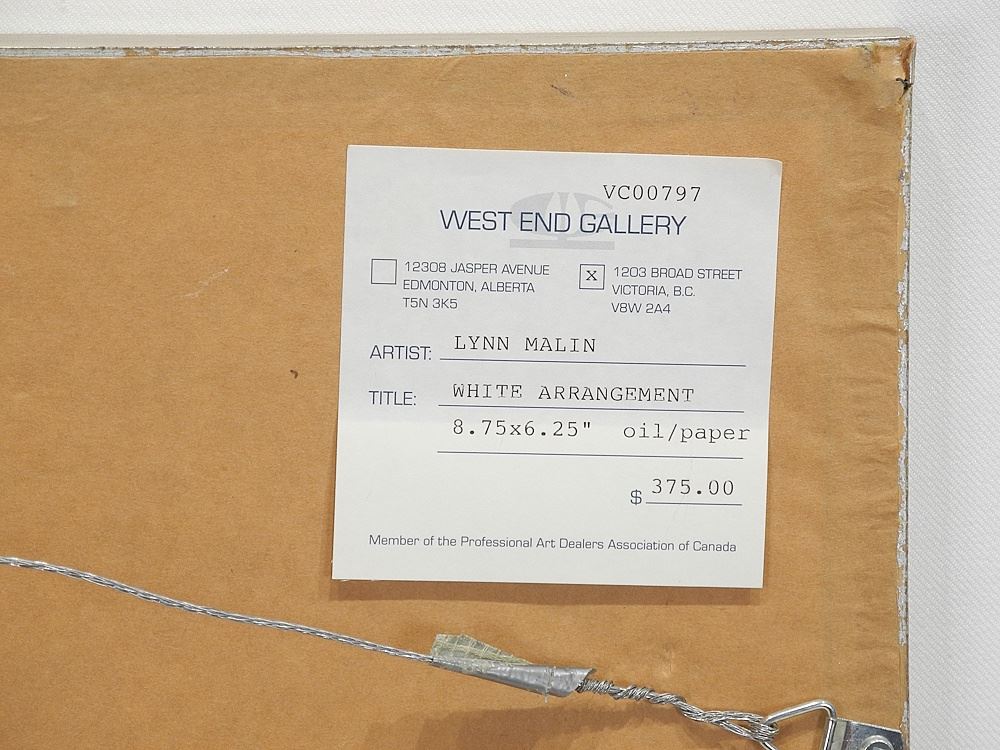 VC00797
WEST END GALLERY
12308 JASPER AVENUE
EDMONTON, ALBERTA
T5N 3K5
X 1203 BROAD STREET
VICTORIA, B.C.
V8W 2A4
ARTIST: LYNN MALIN
TITLE: WHITE ARRANGEMENT
8.75x6.25" oil/paper
$ 375.00
Member of the Professional Art Dealers Association of Canada